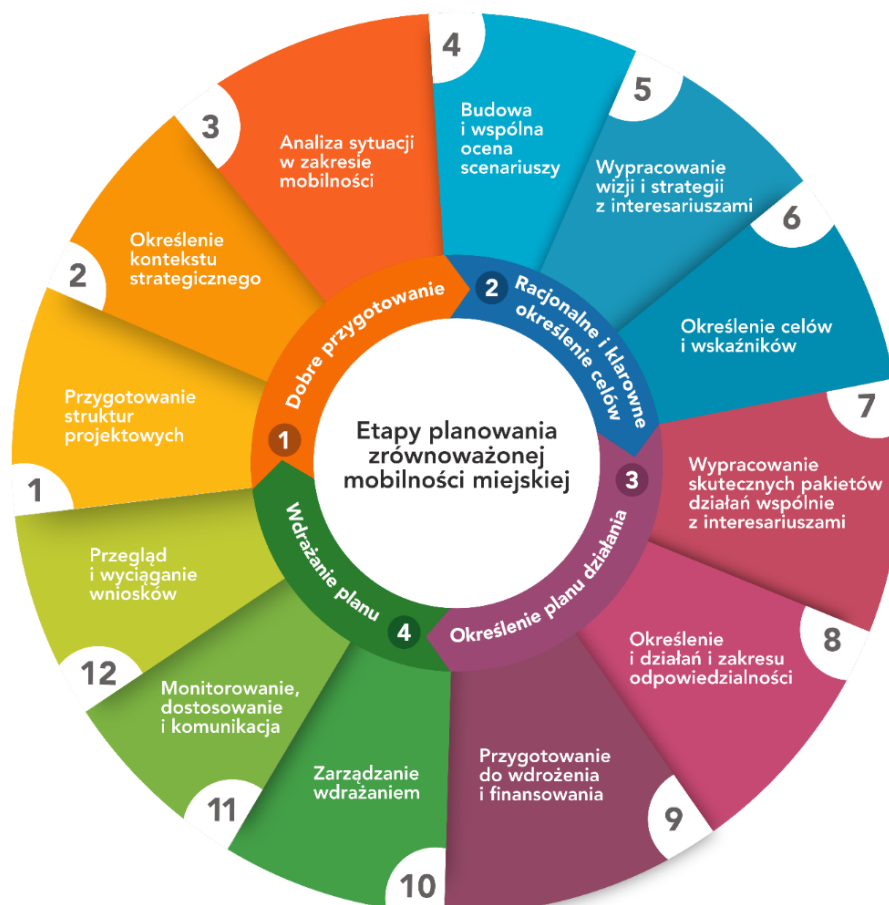 Etapy planowania
zrównoważonej
mobilności miejskiej
1
Dobre przygotowanie
2
Racjonalne i klarowne
określenie celów
3
Określenie planu działania
4
Wdrażanie planu
1
Przygotowanie
struktur
projektowych
2
Określenie
kontekstu
strategicznego
3
Analiza sytuacji
w zakresie
mobilności
4
Budowa
i wspólna
ocena
scenariuszy
5
Wypracowanie
wizji i strategii
z interesariuszami
6
Określenie celów
i wskaźników
7
Wypracowanie
skutecznych pakietów
działań wspólnie
z interesariuszami
8
Określenie
i działań i zakresu
odpowiedzialności
9
Przygotowanie
do wdrożenia
i finansowania
10
Zarządzanie
wdrażaniem
11
Monitorowanie,
dostosowanie
i komunikacja
12
Przegląd
i wyciąganie
wniosków